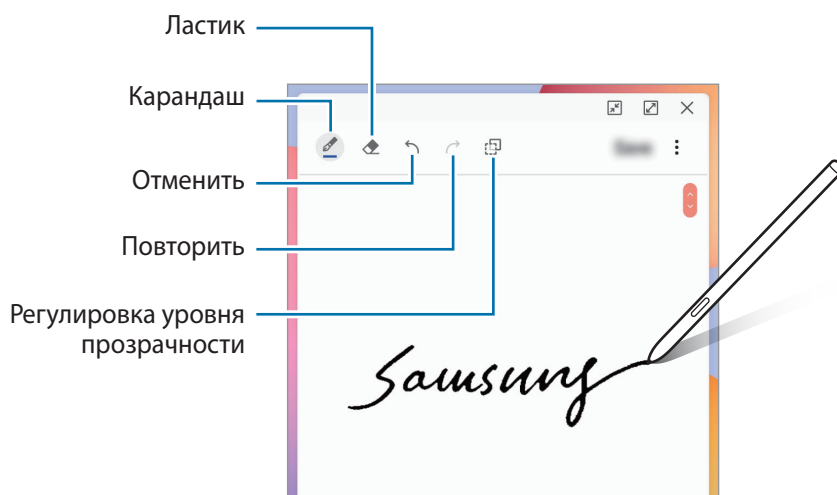 Ластик
Карандаш
Отменить
Повторить
Регулировка уровня
прозрачности
Samsung